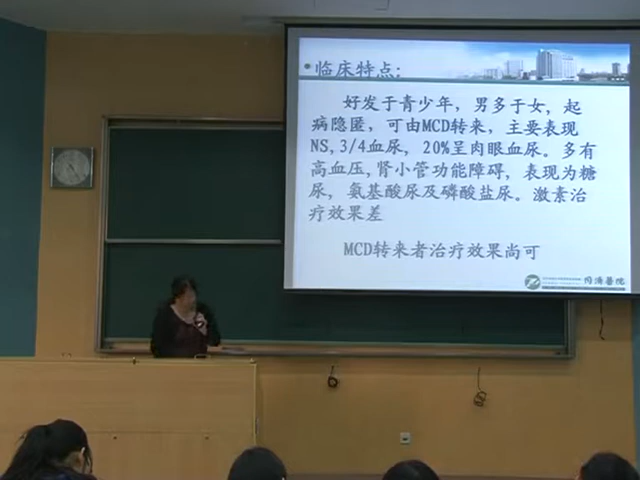 •临床特点:
好发于青少年，男多于女，起
病隐匿，可由MCD转来，主要表现
NS,3/4血尿，20%呈肉眼血尿。多有
高血压,肾小管功能障碍，表现为糖
尿，氨基酸尿及磷酸盐尿。激素治
疗效果差
MCD转来者治疗效果尚可
同济医院